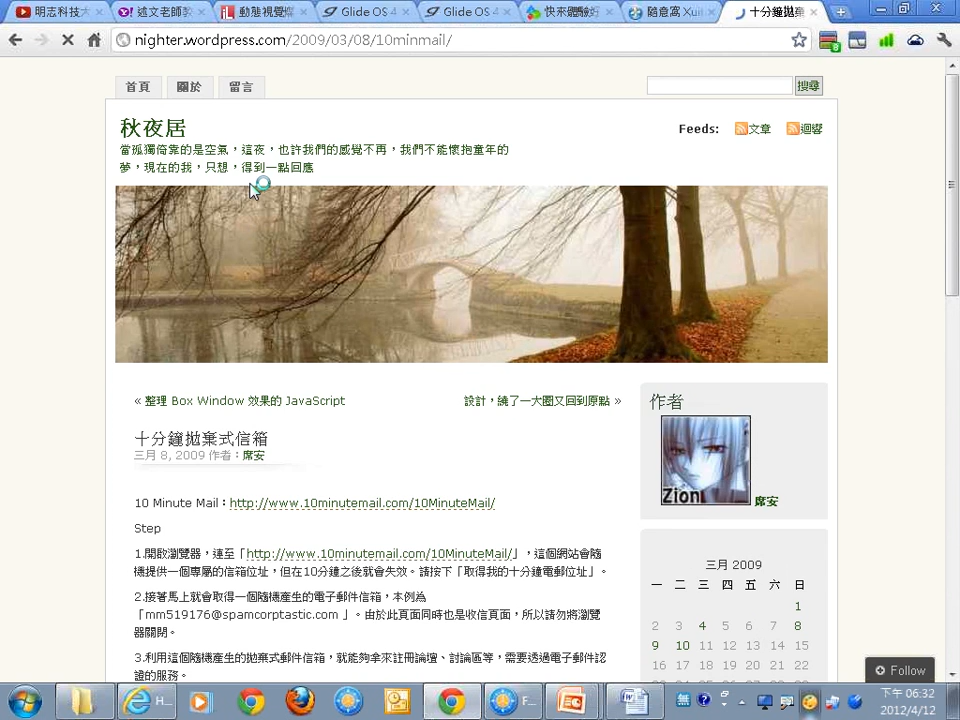 明志科技大
述文老師教
動態視覺燦
Glide OS 4
Glide OS 4
快來體驗好
隨意窩 Xuit
十分鐘拋棄
nighter.wordpress.com/2009/03/08/10minmail/
首頁
關於
留言
搜尋
秋夜居
當孤獨倚靠的是空氣，這夜，也許我們的感覺不再，我們不能懷抱童年的
夢，現在的我，只想，得到一點回應
Feeds: 文章 迴響
« 整理 Box Window 效果的 JavaScript
設計，繞了一大圈又回到原點 »
十分鐘拋棄式信箱
三月 8, 2009 作者：席安
10 Minute Mail：http://www.10minutemail.com/10MinuteMail/
Step
1.開啟瀏覽器，連至「http://www.10minutemail.com/10MinuteMail/」，這個網站會隨
機提供一個專屬的信箱位址，但在10分鐘之後就會失效。請按下「取得我的十分鐘電郵位址」。
2.接著馬上就會取得一個隨機產生的電子郵件信箱，本例為
「mm519176@spamcorptastic.com 」。由於此頁面同時也是收信頁面，所以請勿將瀏覽
器關閉。
3.利用這個隨機產生的拋棄式郵件信箱，就能夠拿來註冊論壇、討論區等，需要透過電子郵件認
證的服務。
作者
Zion
席安
三月 2009
一 二 三 四 五 六 日
1
2 3 4 5 6 7 8
9 10 11 12 13 14 15
16 17 18 19 20 21 22
Follow
H...
F...
下午 06:32
2012/4/12